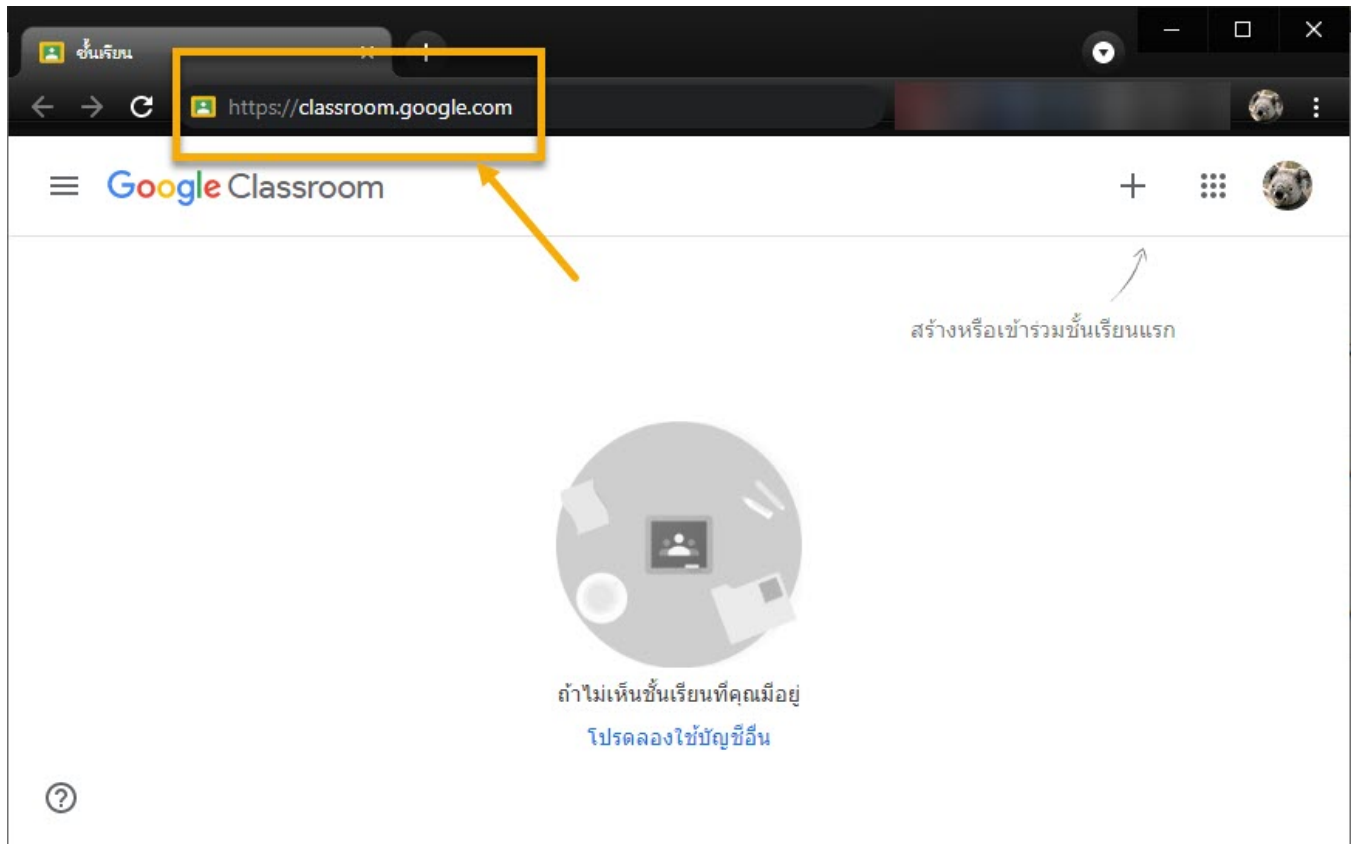 ชั้นเรียน
https://classroom.google.com
Google Classroom
สร้างหรือเข้าร่วมชั้นเรียนแรก
ถ้าไม่เห็นชั้นเรียนที่คุณมีอยู่
โปรดลองใช้บัญชีอื่น